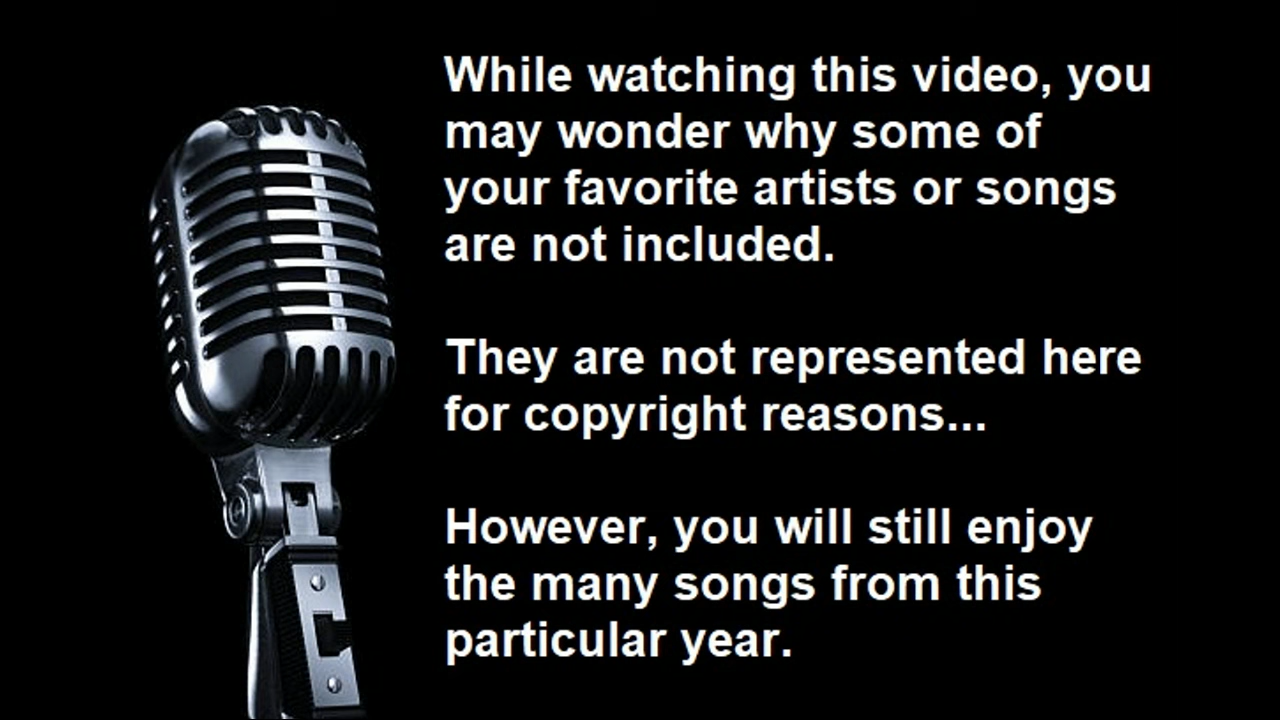 While watching this video, you
may wonder why some of
your favorite artists or songs
are not included.
They are not represented here
for copyright reasons...
However, you will still enjoy
the many songs from this
particular year.